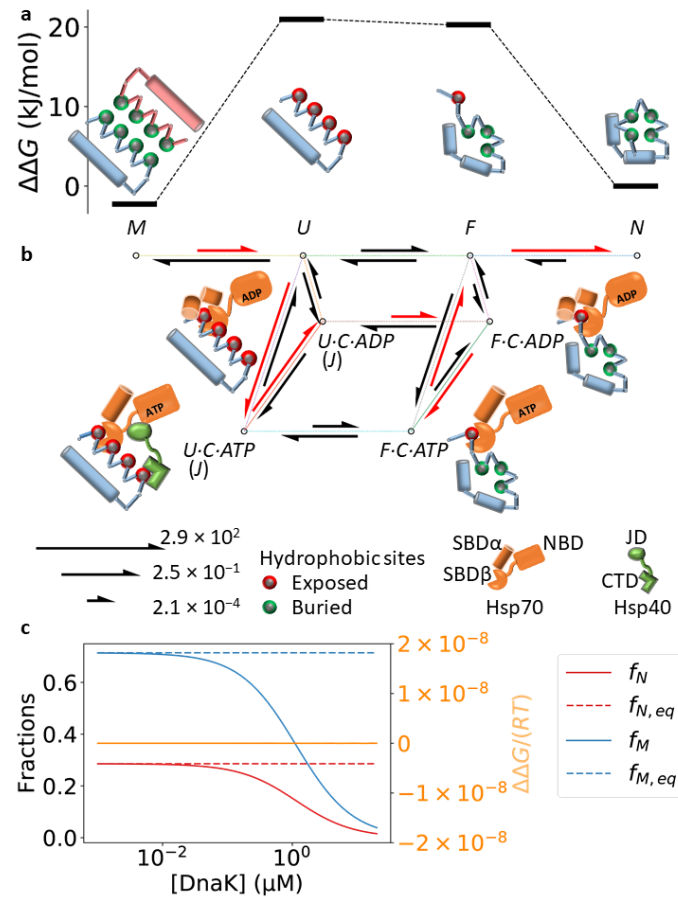 a
20
10
0
ΔΔG (kJ/mol)
M
U
F
N
b
ADP
ADP
U·C·ADP
(J)
F·C·ADP
ATP
ATP
U·C·ATP
(J)
F·C·ATP
2.9 × 10²
2.5 × 10⁻¹
2.1 × 10⁻⁴
Hydrophobic sites
Exposed
Buried
SBDα
NBD
SBDβ
Hsp70
JD
CTD
Hsp40
c
0.6
0.4
0.2
0.0
Fractions
10⁻²
10⁰
[DnaK] (μM)
2 × 10⁻⁸
1 × 10⁻⁸
0
−1 × 10⁻⁸
−2 × 10⁻⁸
ΔΔG/(RT)
f_N
f_N, eq
f_M
f_M, eq